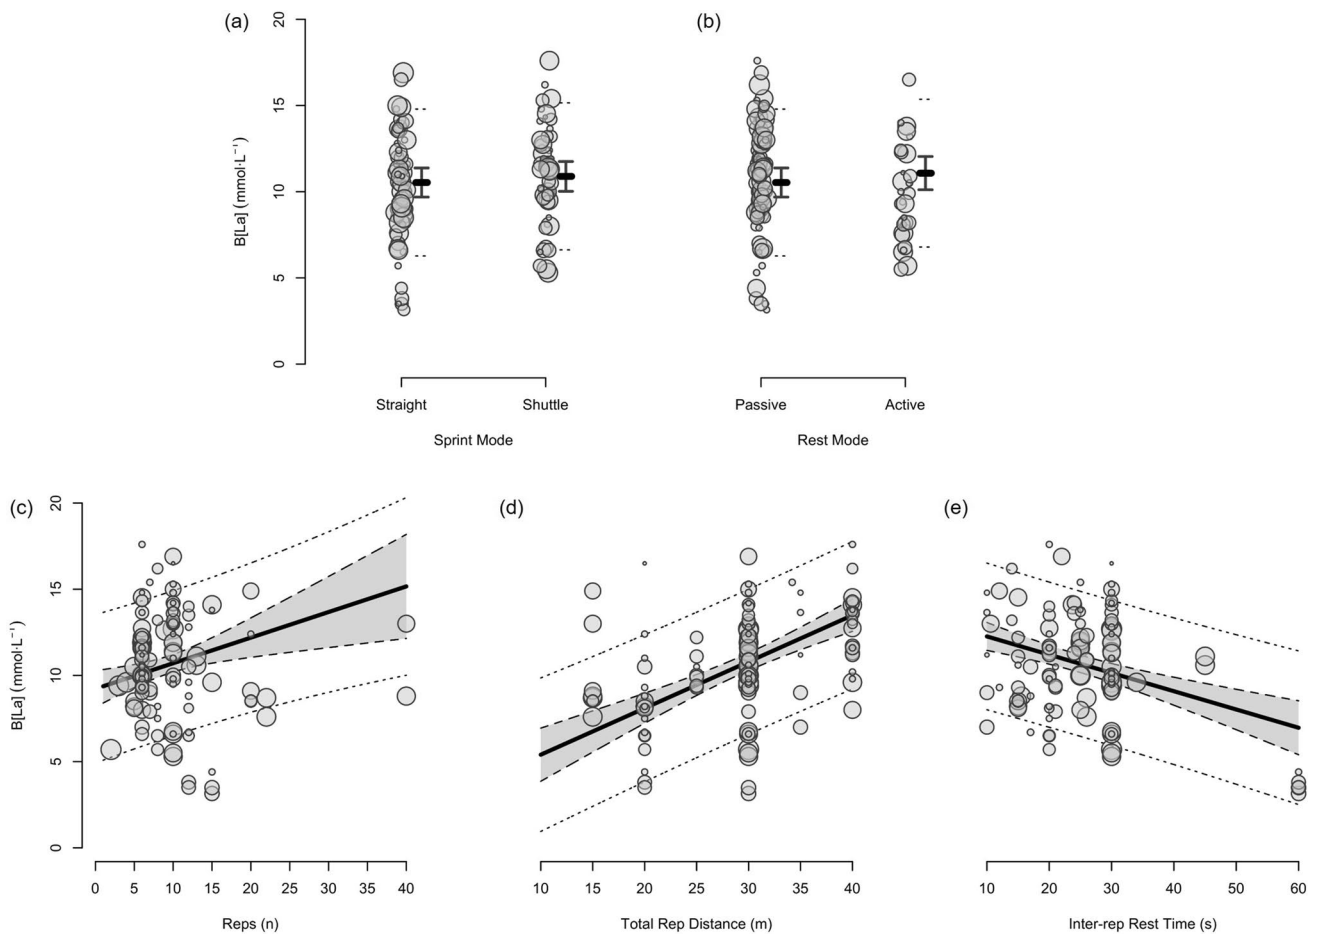 (a)
(b)
B[La] (mmol·L⁻¹)
20
15
10
5
0
Straight
Shuttle
Sprint Mode
Passive
Active
Rest Mode
(c)
(d)
(e)
B[La] (mmol·L⁻¹)
20
15
10
5
0
0 5 10 15 20 25 30 35 40
Reps (n)
10 15 20 25 30 35 40
Total Rep Distance (m)
10 20 30 40 50 60
Inter-rep Rest Time (s)